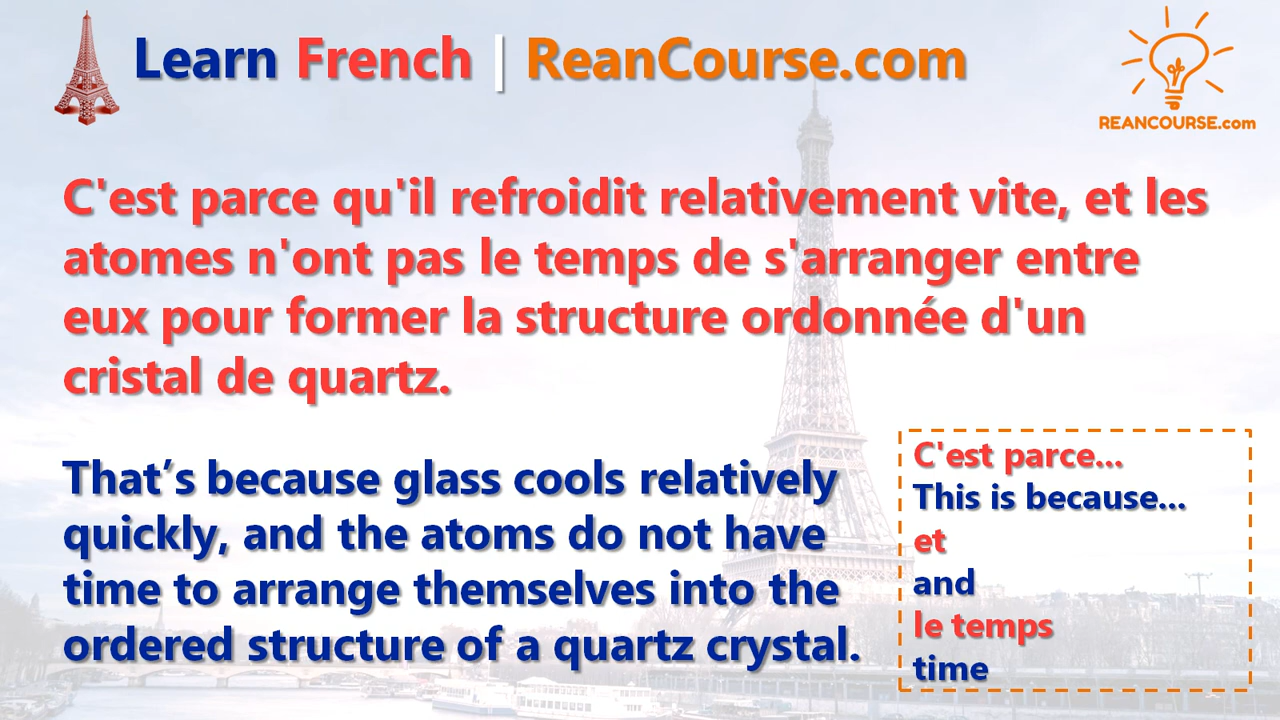 Learn French | ReanCourse.com
REANCOURSE.com
C'est parce qu'il refroidit relativement vite, et les
atomes n'ont pas le temps de s'arranger entre
eux pour former la structure ordonnée d'un
cristal de quartz.
That’s because glass cools relatively
quickly, and the atoms do not have
time to arrange themselves into the
ordered structure of a quartz crystal.
C'est parce...
This is because...
et
and
le temps
time